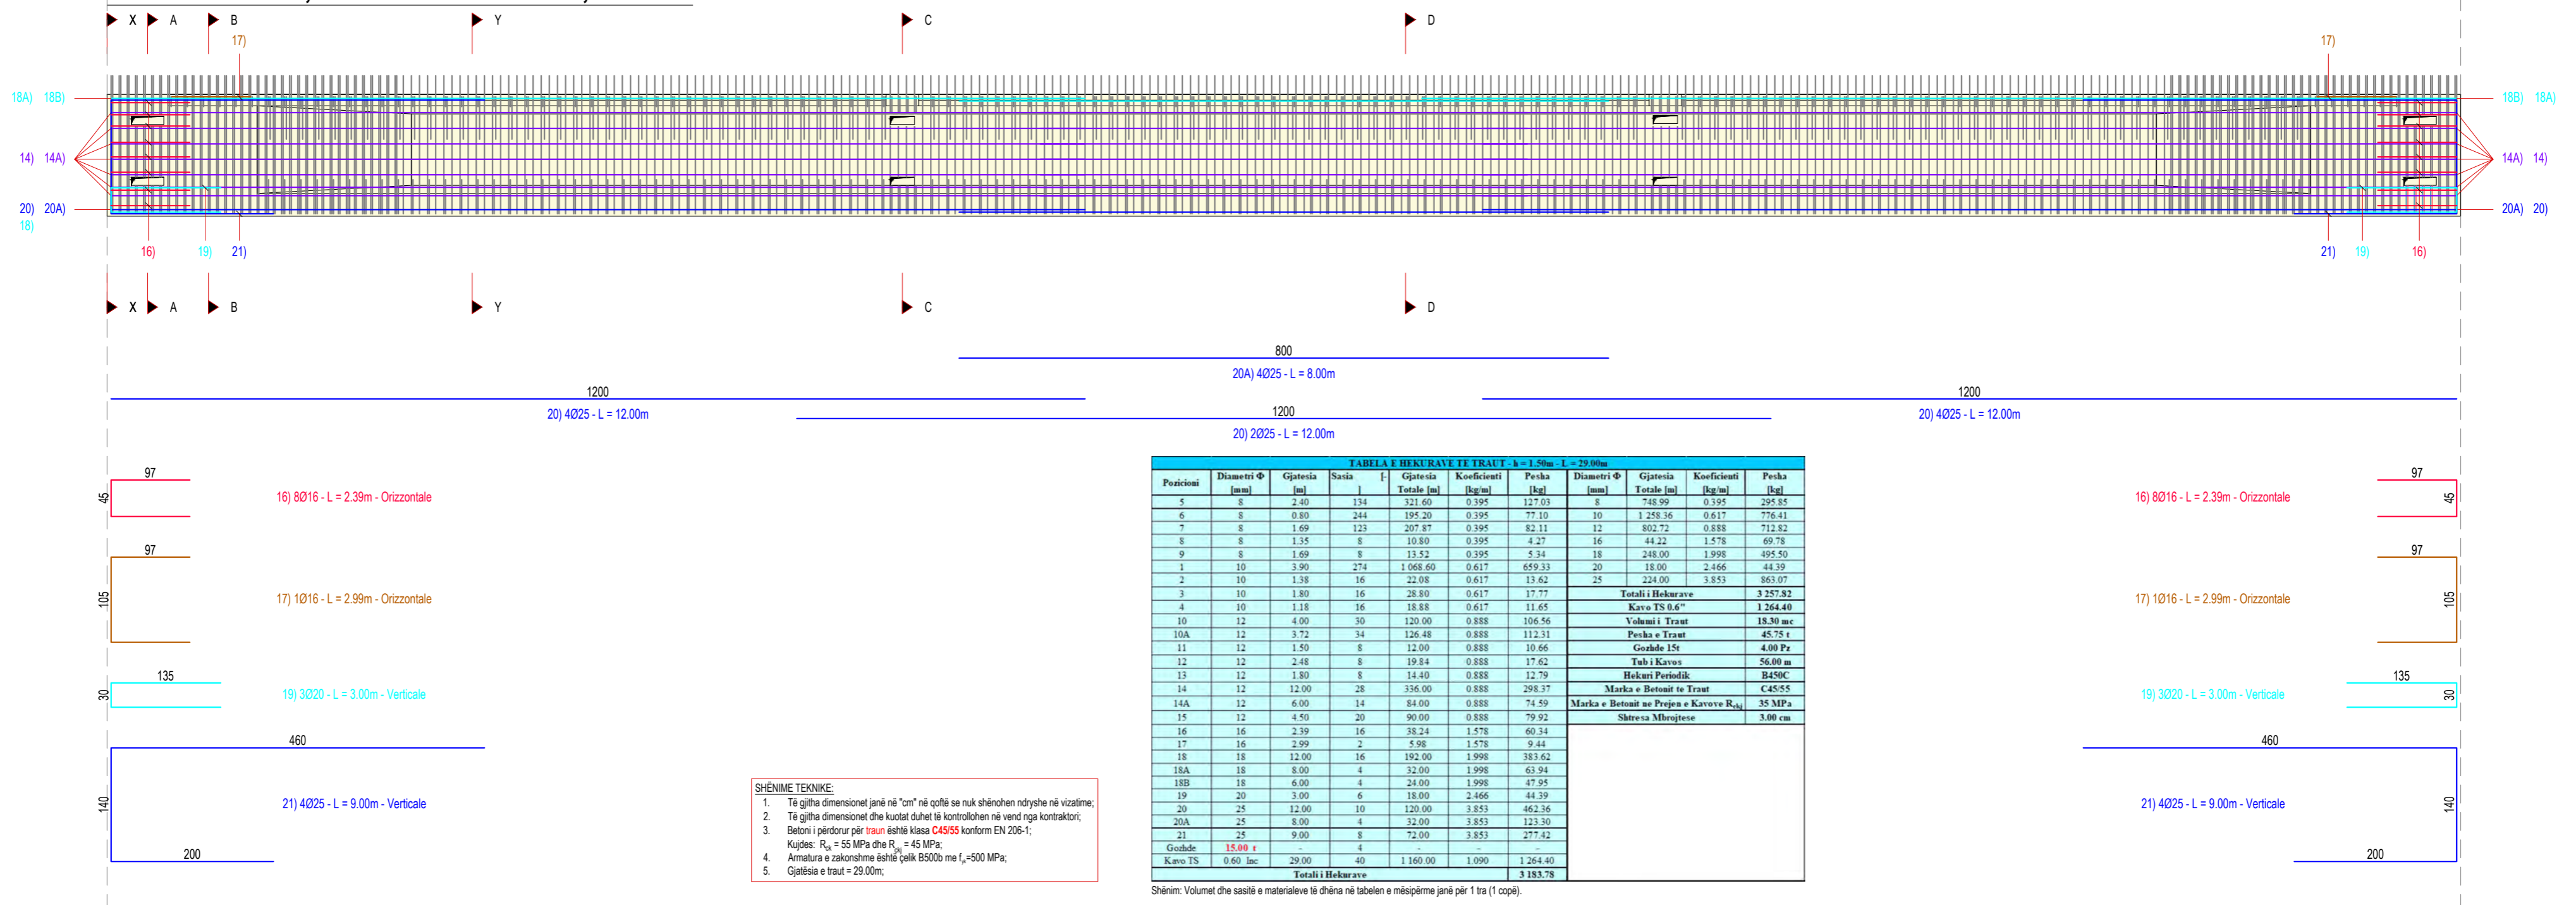 X A B Y C D
17) 17)
18A) 18B) 18B) 18A)
14) 14A) 14A) 14)
20) 20A) 20A) 20)
18)
16) 19) 21) 21) 19) 16)
X A B Y C D
800
20A) 4Ø25 - L = 8.00m
1200 1200
20) 4Ø25 - L = 12.00m 20) 4Ø25 - L = 12.00m
1200
20) 2Ø25 - L = 12.00m
97 97
45 16) 8Ø16 - L = 2.39m - Orizzontale 16) 8Ø16 - L = 2.39m - Orizzontale 45
97 97
105 17) 1Ø16 - L = 2.99m - Orizzontale 17) 1Ø16 - L = 2.99m - Orizzontale 105
135 135
30 19) 3Ø20 - L = 3.00m - Verticale 19) 3Ø20 - L = 3.00m - Verticale 30
460 460
140 21) 4Ø25 - L = 9.00m - Verticale 21) 4Ø25 - L = 9.00m - Verticale 140
200 200
SHËNIME TEKNIKE:
1. Të gjitha dimensionet janë në "cm" në qoftë se nuk shënohen ndryshe në vizatime;
2. Të gjitha dimensionet dhe kuotat duhet të kontrollohen në vend nga kontraktori;
3. Betoni i përdorur për traun është klasa C45/55 konform EN 206-1;
Kujdes: Rck = 55 MPa dhe Rckj = 45 MPa;
4. Armatura e zakonshme është çelik B500b me fyk=500 MPa;
5. Gjatësia e traut = 29.00m;
TABELA E HEKURAVE TE TRAUT - h = 1.50m - L = 29.00m
Pozicioni Diametri Φ Gjatesia Sasia [- Gjatesia Koeficienti Pesha Diametri Φ Gjatesia Koeficienti Pesha
[mm] [m] ] Totale [m] [kg/m] [kg] [mm] Totale [m] [kg/m] [kg]
5 8 2.40 134 321.60 0.395 127.03 8 748.99 0.395 295.85
6 8 0.80 244 195.20 0.395 77.10 10 1 258.36 0.617 776.41
7 8 1.69 123 207.87 0.395 82.11 12 802.72 0.888 712.82
8 8 1.35 8 10.80 0.395 4.27 16 44.22 1.578 69.78
9 8 1.69 8 13.52 0.395 5.34 18 248.00 1.998 495.50
1 10 3.90 274 1 068.60 0.617 659.33 20 18.00 2.466 44.39
2 10 1.38 16 22.08 0.617 13.62 25 224.00 3.853 863.07
3 10 1.80 16 28.80 0.617 17.77 Totali i Hekurave 3 257.82
4 10 1.18 16 18.88 0.617 11.65 Kavo TS 0.6" 1 264.40
10 12 4.00 30 120.00 0.888 106.56 Volumi i Traut 18.30 mc
10A 12 3.72 34 126.48 0.888 112.31 Pesha e Traut 45.75 t
11 12 1.50 8 12.00 0.888 10.66 Gozhde 15t 4.00 Pz
12 12 2.48 8 19.84 0.888 17.62 Tub i Kavos 56.00 m
13 12 1.80 8 14.40 0.888 12.79 Hekuri Periodik B450C
14 12 12.00 28 336.00 0.888 298.37 Marka e Betonit te Traut C45/55
14A 12 6.00 14 84.00 0.888 74.59 Marka e Betonit ne Prejen e Kavove Rckj 35 MPa
15 12 4.50 20 90.00 0.888 79.92 Shtresa Mbrojtese 3.00 cm
16 16 2.39 16 38.24 1.578 60.34
17 16 2.99 2 5.98 1.578 9.44
18 18 12.00 16 192.00 1.998 383.62
18A 18 8.00 4 32.00 1.998 63.94
18B 18 6.00 4 24.00 1.998 47.95
19 20 3.00 6 18.00 2.466 44.39
20 25 12.00 10 120.00 3.853 462.36
20A 25 8.00 4 32.00 3.853 123.30
21 25 9.00 8 72.00 3.853 277.42
Gozhde 15.00 t - 4 - - -
Kavo TS 0.60 Inc 29.00 40 1 160.00 1.090 1 264.40
Totali i Hekurave 3 183.78
Shënim: Volumet dhe sasitë e materialeve të dhëna në tabelen e mësipërme janë për 1 tra (1 copë).